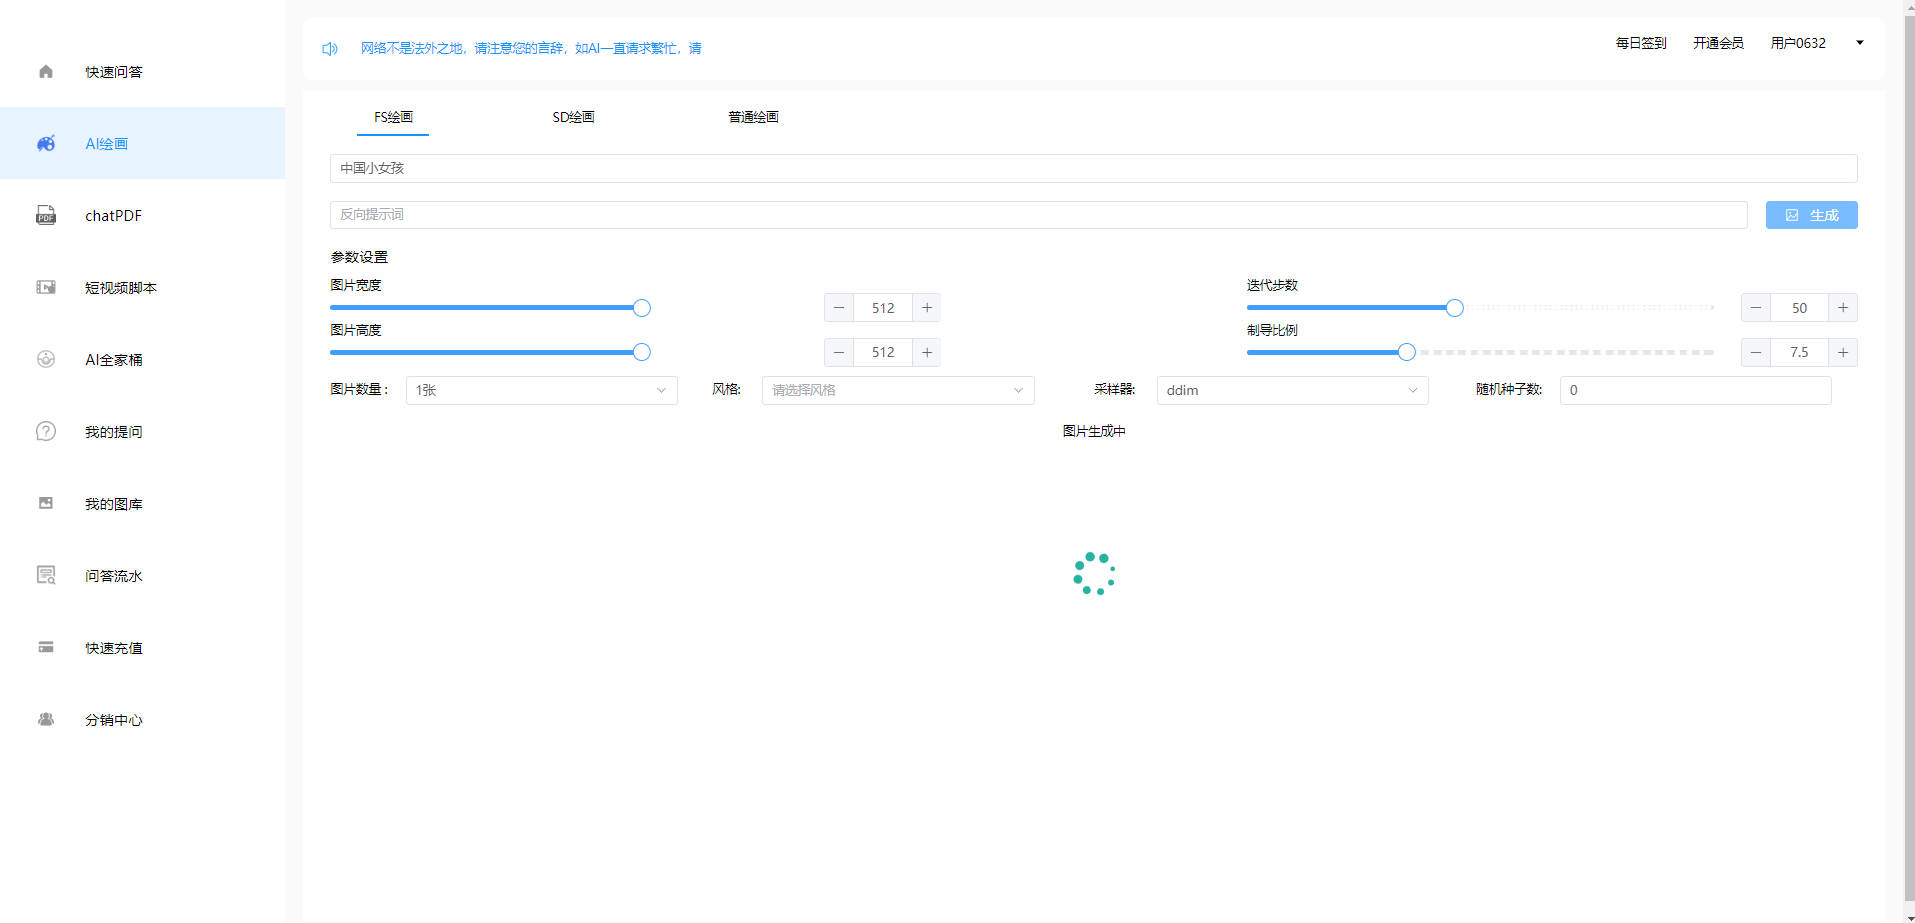 网络不是法外之地，请注意您的言辞，如AI一直请求繁忙，请
每日签到 开通会员 用户0632
快速问答
AI绘画
chatPDF
PDF
短视频脚本
AI全家桶
我的提问
我的图库
问答流水
快速充值
分销中心
FS绘画 SD绘画 普通绘画
中国小女孩
反向提示词 生成
参数设置
图片宽度 512 迭代步数 50
图片高度 512 制导比例 7.5
图片数量： 1张 风格: 请选择风格 采样器: ddim 随机种子数: 0
图片生成中